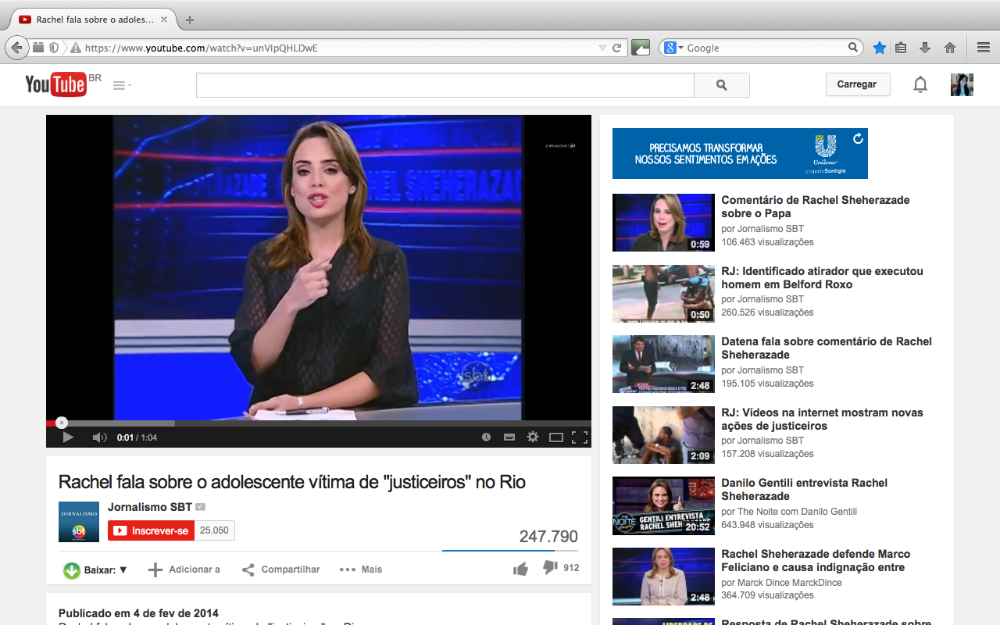 Rachel fala sobre o adoles...
https://www.youtube.com/watch?v=unVIpQHLDwE
Google
You Tube BR
Carregar
JORNALISMO
SHEHERAZADE
sbt
0:01 / 1:04
PRECISAMOS TRANSFORMAR
NOSSOS SENTIMENTOS EM AÇÕES
Unilever
projectoSunlight
Comentário de Rachel Sheherazade
sobre o Papa
por Jornalismo SBT
106.463 visualizações
0:59
RJ: Identificado atirador que executou
homem em Belford Roxo
por Jornalismo SBT
260.526 visualizações
0:50
Datena fala sobre comentário de Rachel
Sheherazade
por Jornalismo SBT
195.105 visualizações
2:48
RJ: Vídeos na internet mostram novas
ações de justiceiros
por Jornalismo SBT
157.208 visualizações
2:09
Danilo Gentili entrevista Rachel
Sheherazade
por The Noite com Danilo Gentili
643.948 visualizações
THE NOITE
GENTILI ENTREVISTA
RACHEL SHEH
20:52
Rachel Sheherazade defende Marco
Feliciano e causa indignação entre
por Marck Dince MarckDince
364.709 visualizações
2:48
Resposta de Rachel Sheherazade sobre
Rachel fala sobre o adolescente vítima de "justiceiros" no Rio
JORNALISMO
sbt
Jornalismo SBT
Inscrever-se 25.050
247.790
Baixar: ▼ Adicionar a Compartilhar Mais 912
Publicado em 4 de fev de 2014
Rachel fala sobre o adolescente vítima de "justiceiros" no Rio